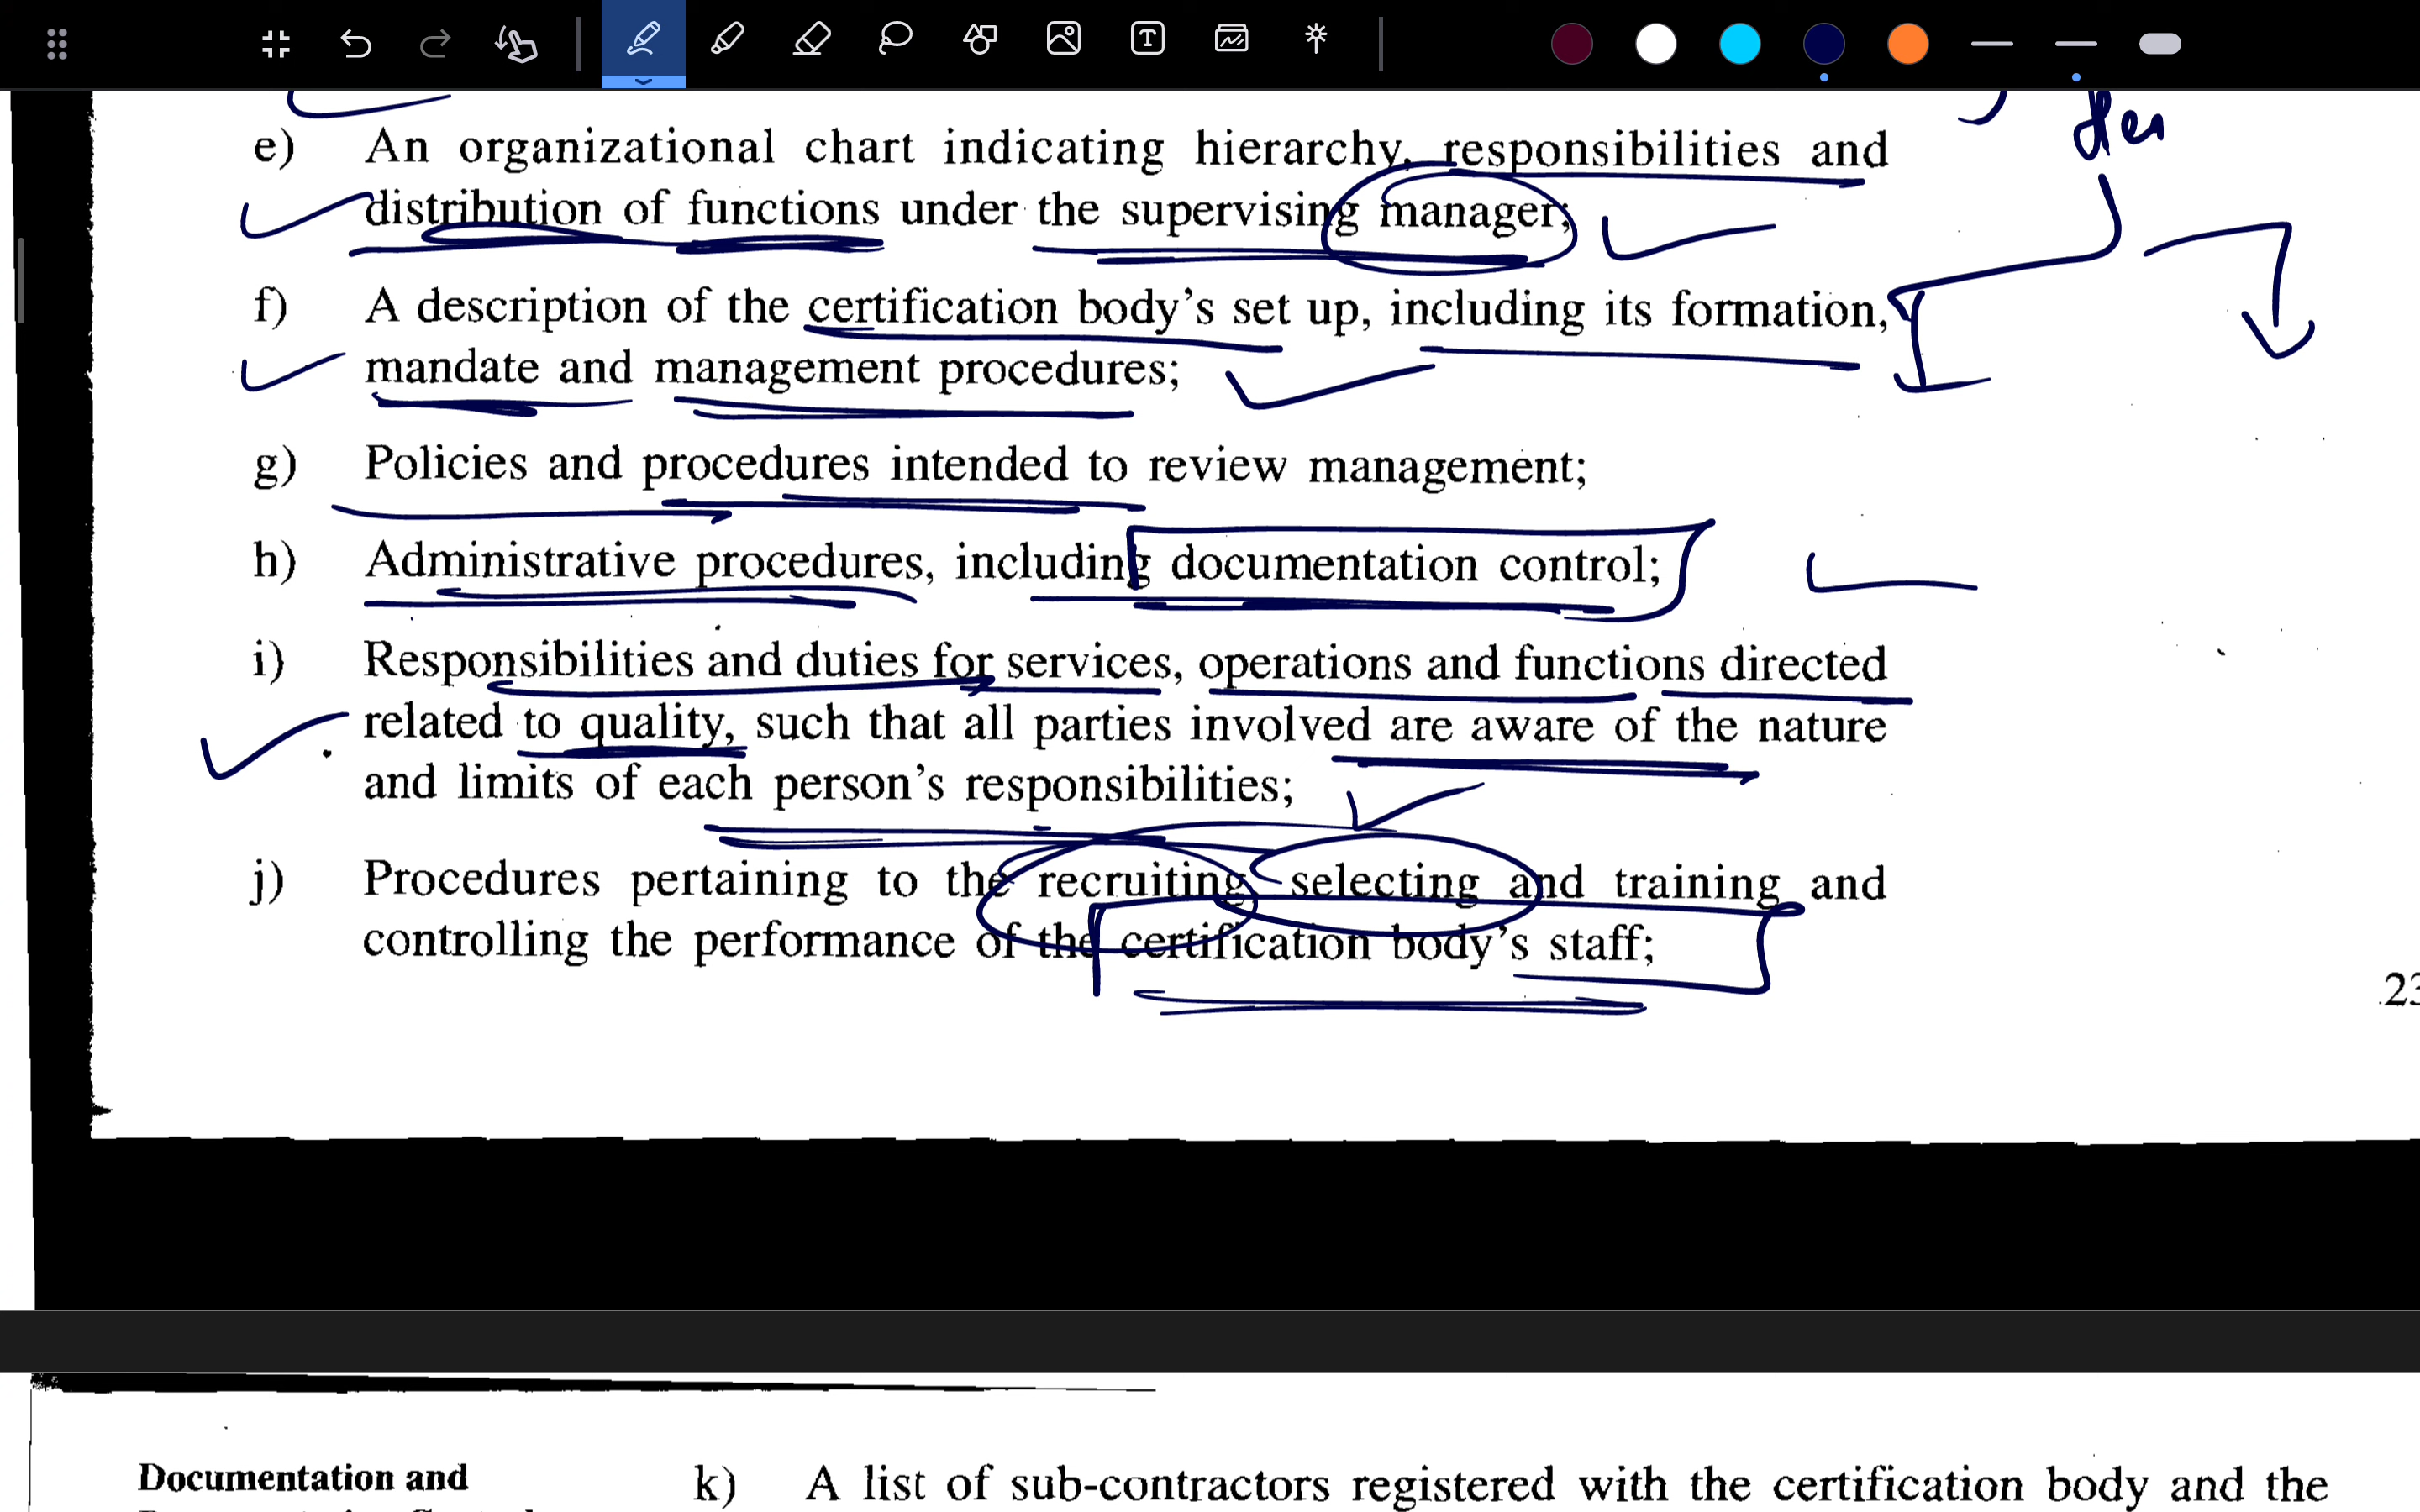 e) An organizational chart indicating hierarchy, responsibilities and
distribution of functions under the supervising manager;
f) A description of the certification body’s set up, including its formation,
mandate and management procedures;
g) Policies and procedures intended to review management;
h) Administrative procedures, including documentation control;
i) Responsibilities and duties for services, operations and functions directed
related to quality, such that all parties involved are aware of the nature
and limits of each person’s responsibilities;
j) Procedures pertaining to the recruiting, selecting and training and
controlling the performance of the certification body’s staff;
Documentation and
k) A list of sub-contractors registered with the certification body and the